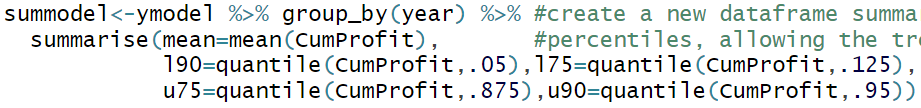 summodel<-ymodel %>% group_by(year) %>% #create a new dataframe summa
summarise(mean=mean(CumProfit), #percentiles, allowing the tre
l90=quantile(CumProfit,.05),l75=quantile(CumProfit,.125),
u75=quantile(CumProfit,.875),u90=quantile(CumProfit,.95))